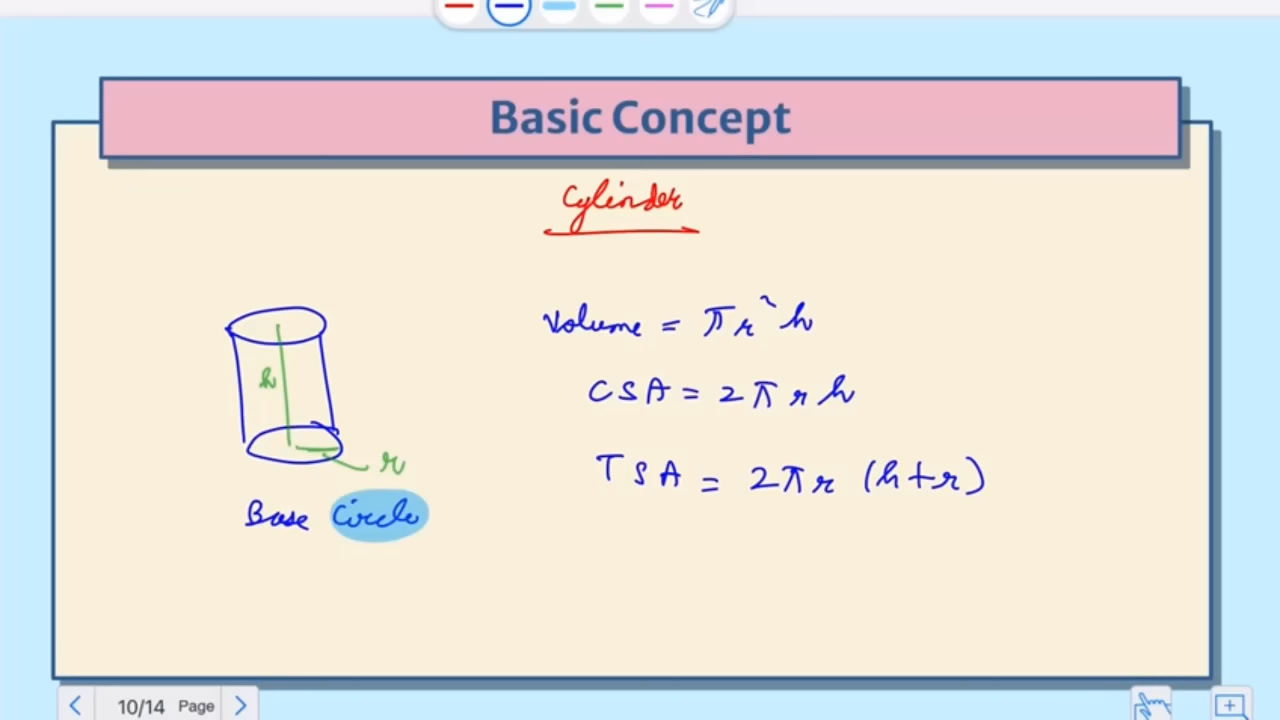 Basic Concept
Cylinder
Volume = πr²h
CSA = 2πrh
h
TSA = 2πr (h+r)
r
Base Circle
10/14 Page